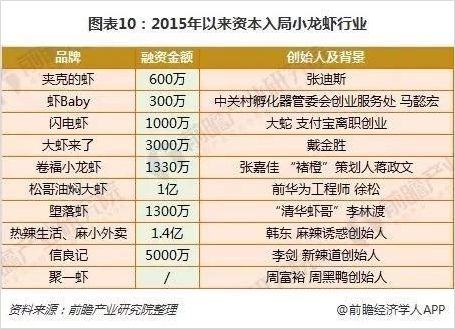 图表10：2015年以来资本入局小龙虾行业
品牌 融资金额 创始人及背景
夹克的虾 600万 张迪斯
虾Baby 300万 中关村孵化器管委会创业服务处 马懿宏
闪电虾 1000万 大蛇 支付宝离职创业
大虾来了 3000万 戴金胜
卷福小龙虾 1330万 张嘉佳 “褚橙”策划人蒋政文
松哥油焖大虾 1亿 前华为工程师 徐松
堕落虾 1300万 “清华虾哥”李林渡
热辣生活、麻小外卖 1.4亿 韩东 麻辣诱惑创始人
信良记 5000万 李剑 新辣道创始人
聚一虾 / 周富裕 周黑鸭创始人
资料来源：前瞻产业研究院整理 @前瞻经济学人APP